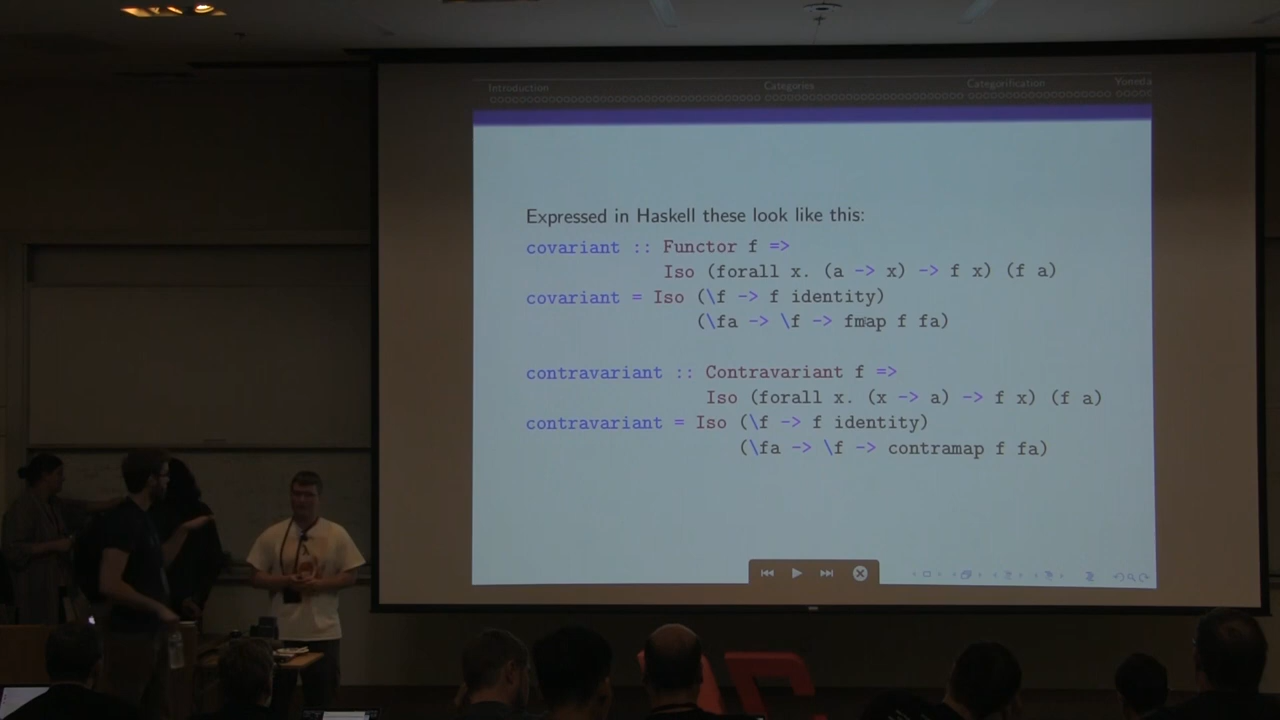 Introduction Categories Categorification Yoneda
Expressed in Haskell these look like this:
covariant :: Functor f =>
Iso (forall x. (a -> x) -> f x) (f a)
covariant = Iso (\f -> f identity)
(\fa -> \f -> fmap f fa)
contravariant :: Contravariant f =>
Iso (forall x. (x -> a) -> f x) (f a)
contravariant = Iso (\f -> f identity)
(\fa -> \f -> contramap f fa)